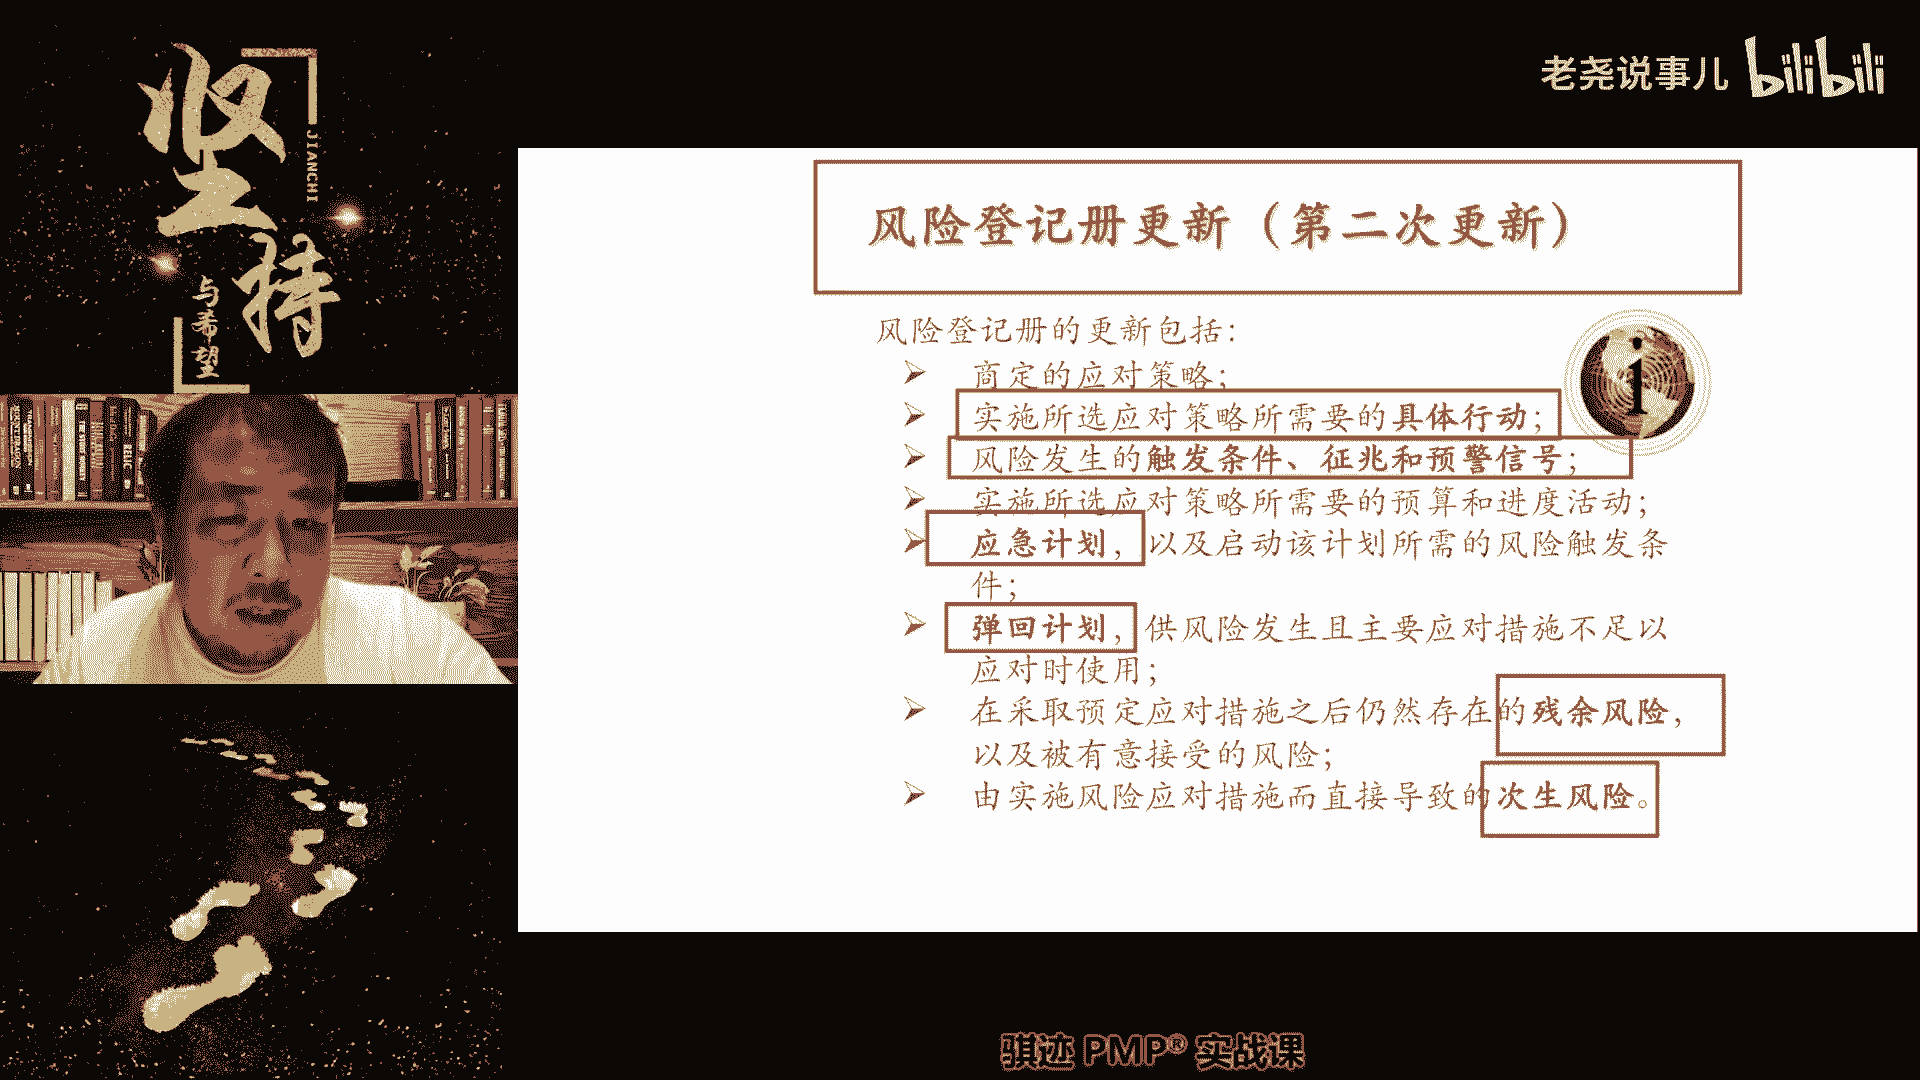 坚持
JIANCHI
与希望
老尧说事儿 bilibili
风险登记册更新（第二次更新）
风险登记册的更新包括：
➢ 商定的应对策略；
➢ 实施所选应对策略所需要的具体行动；
➢ 风险发生的触发条件、征兆和预警信号；
➢ 实施所选应对策略所需要的预算和进度活动；
➢ 应急计划，以及启动该计划所需的风险触发条
件；
➢ 弹回计划，供风险发生且主要应对措施不足以
应对时使用；
➢ 在采取预定应对措施之后仍然存在的残余风险，
以及被有意接受的风险；
➢ 由实施风险应对措施而直接导致的次生风险。
i
骐迹 PMP® 实战课